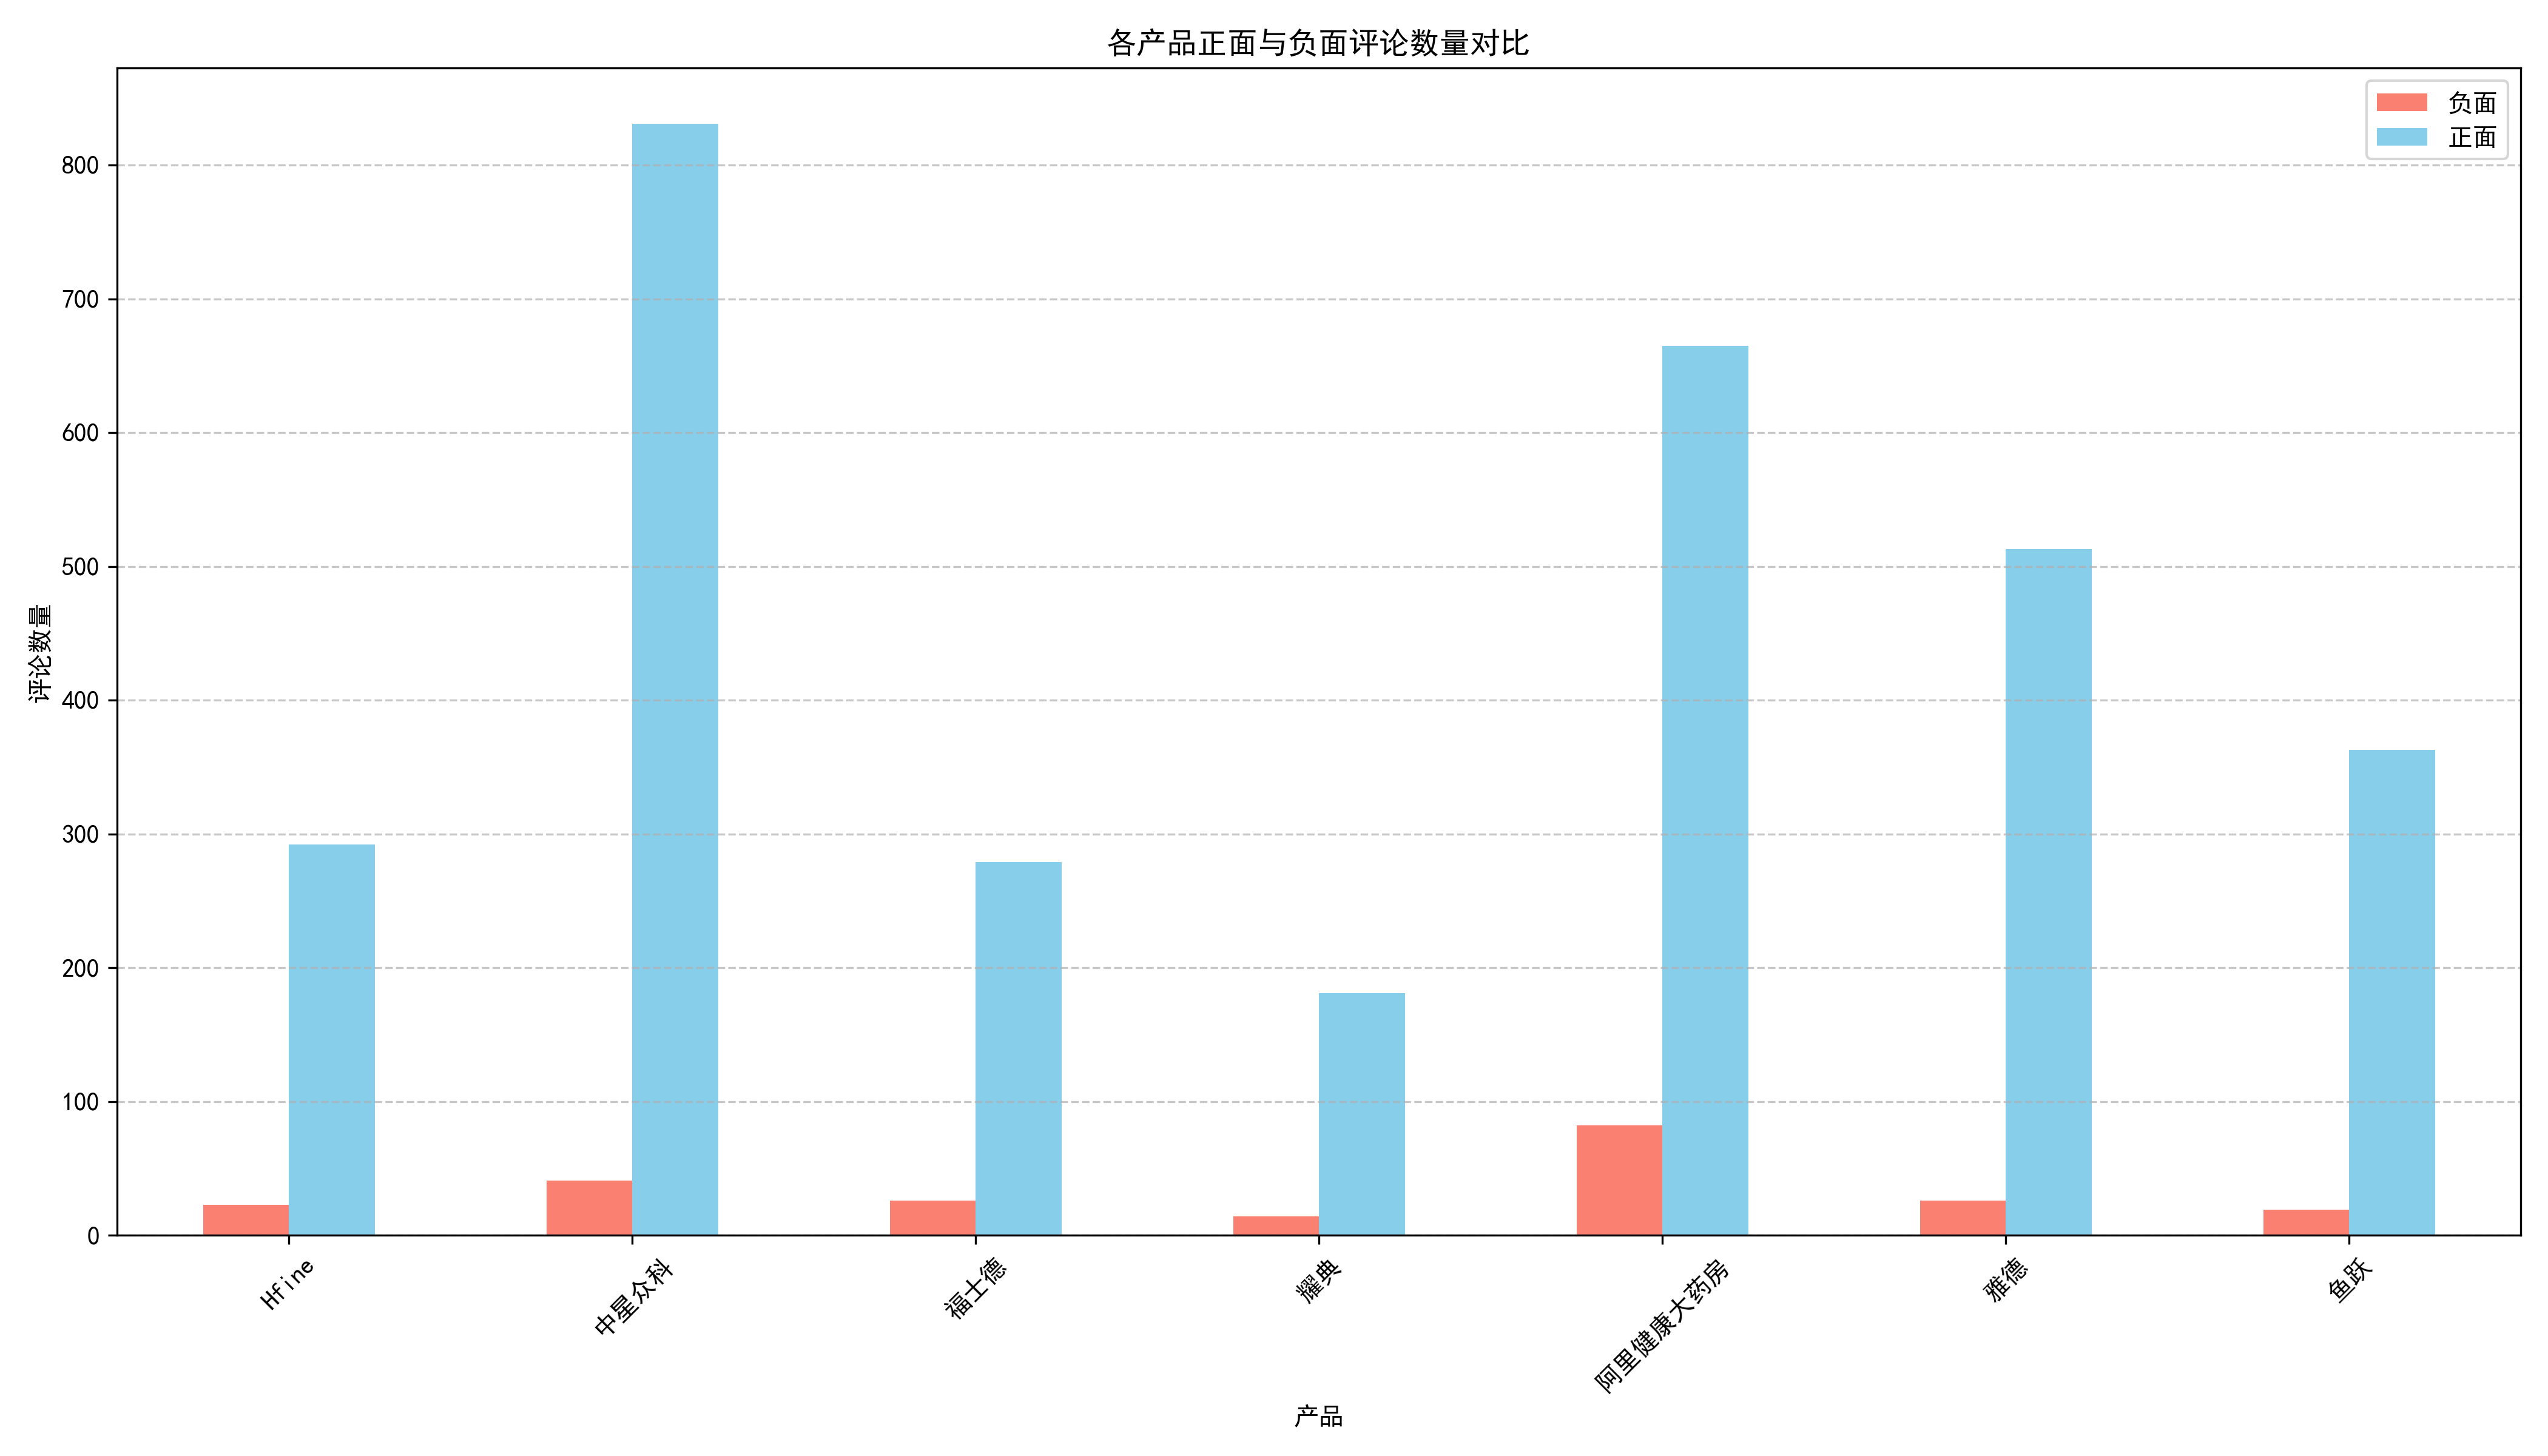 各产品正面与负面评论数量对比
负面
正面
评论数量
800
700
600
500
400
300
200
100
0
Hfine
中星众科
福士德
耀典
阿里健康大药房
雅德
鱼跃
产品